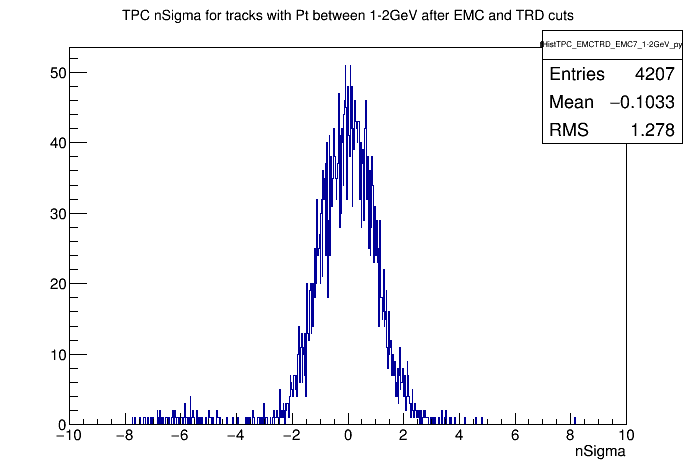 TPC nSigma for tracks with Pt between 1-2GeV after EMC and TRD cuts
HistTPC_EMCTRD_EMC7_1-2GeV_py
Entries 4207
Mean −0.1033
RMS 1.278
50
40
30
20
10
0
−10 −8 −6 −4 −2 0 2 4 6 8 10
nSigma